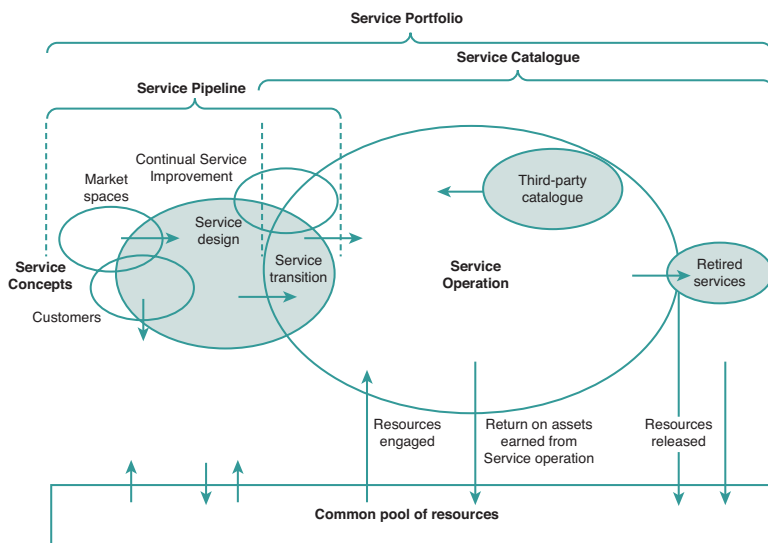 Service Portfolio
Service Catalogue
Service Pipeline
Continual Service
Improvement
Market
spaces
Third-party
catalogue
Service
design
Service
transition
Service
Concepts
Service
Operation
Retired
services
Customers
Resources
engaged
Return on assets
earned from
Service operation
Resources
released
Common pool of resources